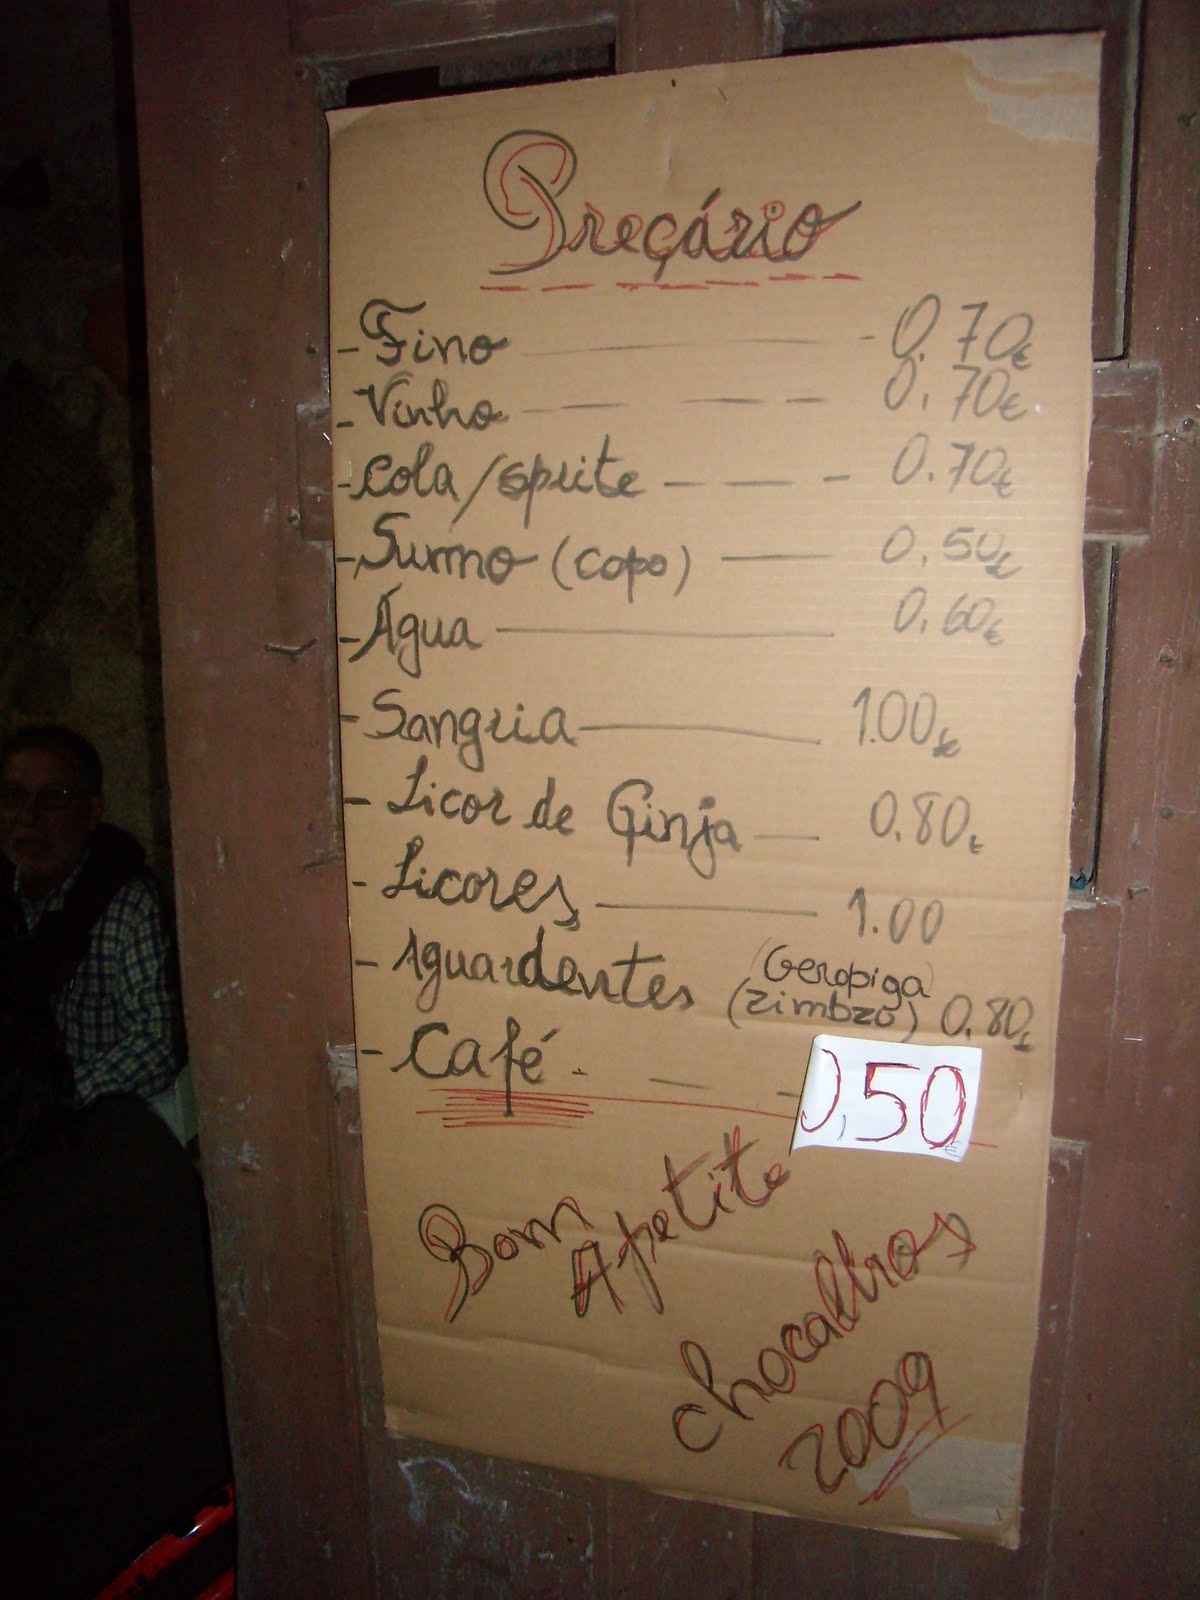 Preçário
- Fino - 0.70€
- Vinho 0.70€
- Cola/sprite 0.70€
- Sumo (copo) 0.50€
- Água 0.60€
- Sangria 1.00€
- Licor de Ginja 0.80€
- Licores 1.00
- Aguardentes (Geropiga) (zimbro) 0.80€
- Café 0,50€
Bom Apetite
chocalhos
2009